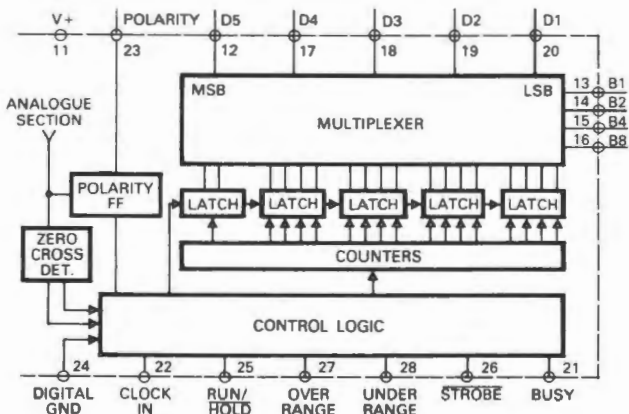 V+ POLARITY D5 D4 D3 D2 D1
11 23 12 17 18 19 20
MSB LSB
13 B1
ANALOGUE
SECTION
14 B2
MULTIPLEXER
15 B4
16 B8
POLARITY
FF
LATCH LATCH LATCH LATCH LATCH
ZERO
CROSS
DET.
COUNTERS
CONTROL LOGIC
24 22 25 27 28 26 21
DIGITAL
GND
CLOCK
IN
RUN/
HOLD
OVER
RANGE
UNDER
RANGE
STROBE
BUSY